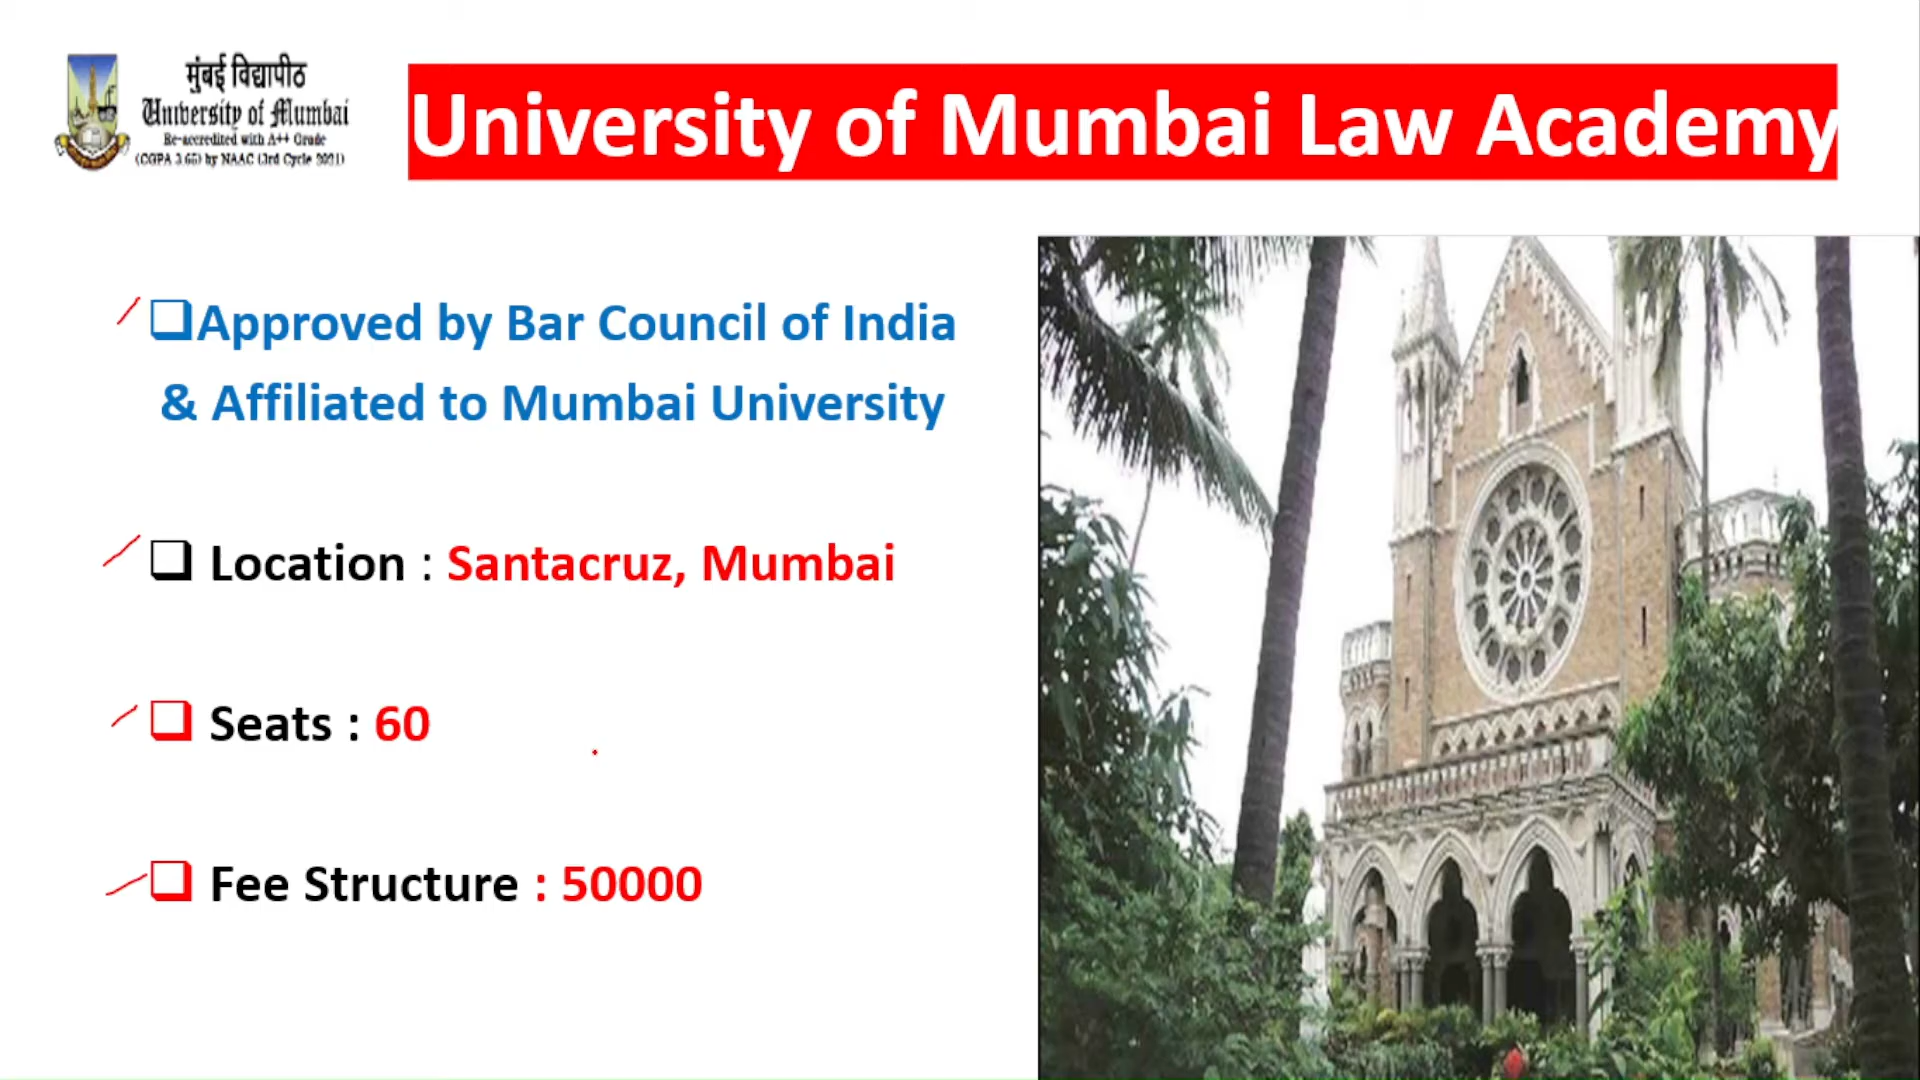 मुंबई विद्यापीठ
University of Mumbai
Re-accredited with A++ Grade
(CGPA 3.65) by NAAC (3rd Cycle 2021)
University of Mumbai Law Academy
Approved by Bar Council of India
& Affiliated to Mumbai University
Location : Santacruz, Mumbai
Seats : 60
Fee Structure : 50000